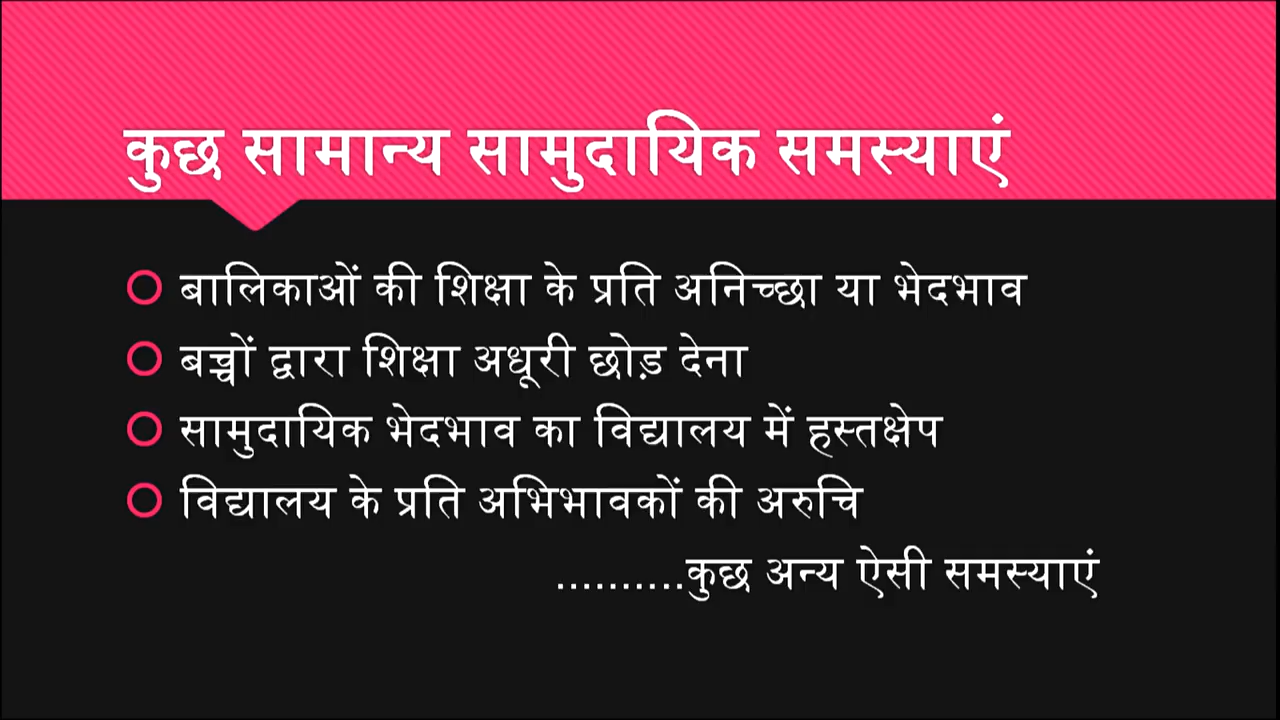 कुछ सामान्य सामुदायिक समस्याएं
बालिकाओं की शिक्षा के प्रति अनिच्छा या भेदभाव
बच्चों द्वारा शिक्षा अधूरी छोड़ देना
सामुदायिक भेदभाव का विद्यालय में हस्तक्षेप
विद्यालय के प्रति अभिभावकों की अरुचि
..........कुछ अन्य ऐसी समस्याएं